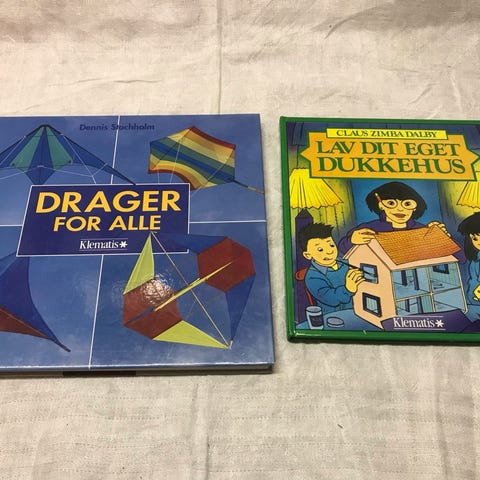 Dennis Stochholm
DRAGER
FOR ALLE
Klematis
CLAUS ZIMBA DALBY
LAV DIT EGET
DUKKEHUS
Klematis